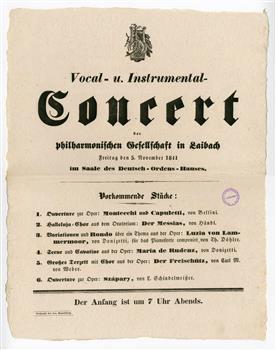 Vocal- u. Instrumental-
Concert
der
philharmonischen Gesellschaft in Laibach
Freitag den 5. November 1841
im Saale des Deutsch-Ordens-Hauses.
Vorkommende Stücke:
1. Ouverture zur Oper: Montecchi und Capuletti, von Bellini.
2. Halleluja-Chor aus dem Oratorium: Der Messias, von Händl.
3. Variationen und Rondo über ein Thema aus der Oper: Luzia von Lam-
mermoor, von Donizetti, für das Pianoforte componirt, von Th. Döhler.
4. Scene und Cavatine aus der Oper: Maria de Rudenz, von Donizetti.
5. Großes Terzett mit Chor aus der Oper: Der Freischütz, von Carl M.
von Weber.
6. Ouverture zur Oper: Szápary, von L. Schindelmeisser.
Der Anfang ist um 7 Uhr Abends.